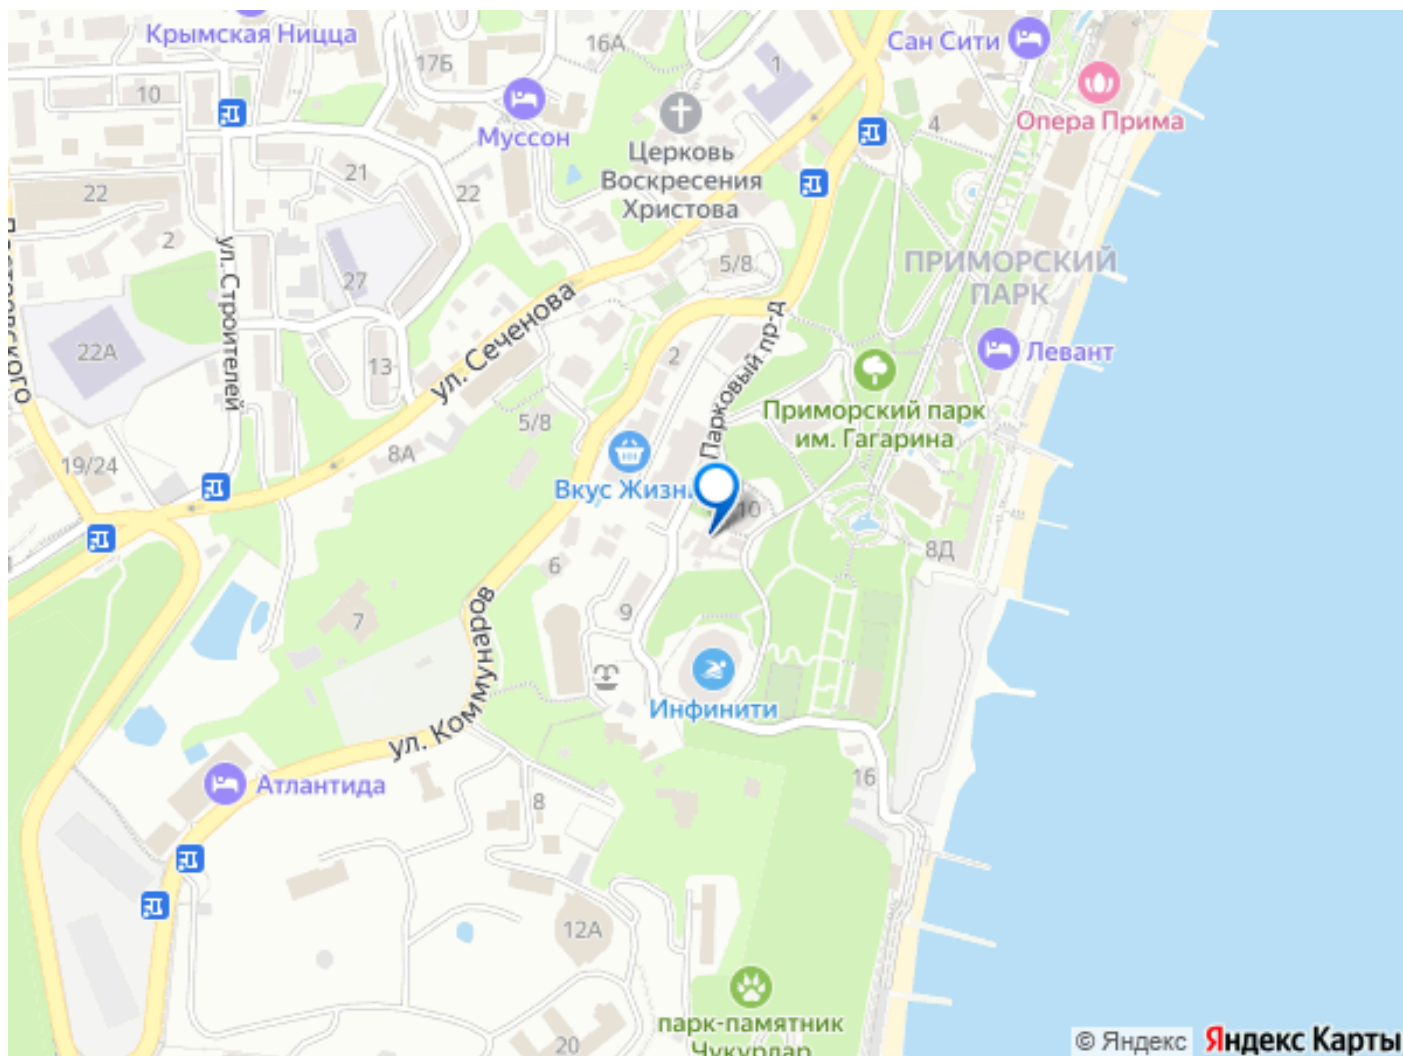 Крымская Ницца
16А
17Б
1
Сан Сити
10
4
Опера Прима
Муссон
Церковь
Воскресения
Христова
21
22
22
2
5/8
ПРИМОРСКИЙ
ПАРК
ул. Строителей
27
ул. Сеченова
Парковый пр-д
22А
13
2
Левант
Приморский парк
им. Гагарина
5/8
8А
19/24
Вкус Жизни
10
8Д
6
9
7
ул. Коммунаров
Инфинити
16
Атлантида
8
12А
парк-памятник
Чукурлар
20
© Яндекс Яндекс Карты